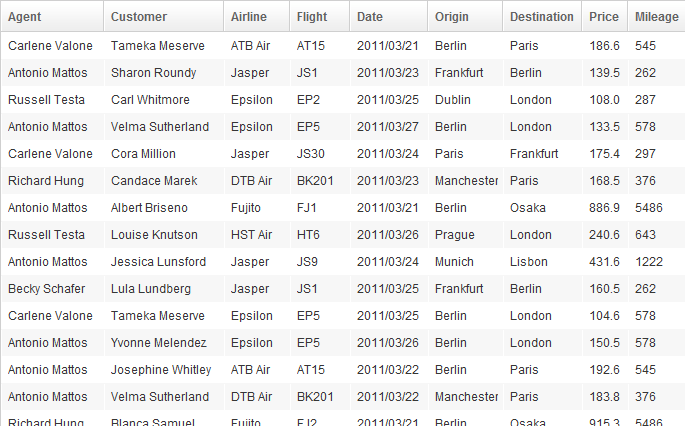 Agent Customer Airline Flight Date Origin Destination Price Mileage
Carlene Valone Tameka Meserve ATB Air AT15 2011/03/21 Berlin Paris 186.6 545
Antonio Mattos Sharon Roundy Jasper JS1 2011/03/23 Frankfurt Berlin 139.5 262
Russell Testa Carl Whitmore Epsilon EP2 2011/03/25 Dublin London 108.0 287
Antonio Mattos Velma Sutherland Epsilon EP5 2011/03/27 Berlin London 133.5 578
Carlene Valone Cora Million Jasper JS30 2011/03/24 Paris Frankfurt 175.4 297
Richard Hung Candace Marek DTB Air BK201 2011/03/23 Manchester Paris 168.5 376
Antonio Mattos Albert Briseno Fujito FJ1 2011/03/21 Berlin Osaka 886.9 5486
Russell Testa Louise Knutson HST Air HT6 2011/03/26 Prague London 240.6 643
Antonio Mattos Jessica Lunsford Jasper JS9 2011/03/24 Munich Lisbon 431.6 1222
Becky Schafer Lula Lundberg Jasper JS1 2011/03/25 Frankfurt Berlin 160.5 262
Carlene Valone Tameka Meserve Epsilon EP5 2011/03/25 Berlin London 104.6 578
Antonio Mattos Yvonne Melendez Epsilon EP5 2011/03/26 Berlin London 150.5 578
Antonio Mattos Josephine Whitley ATB Air AT15 2011/03/22 Berlin Paris 192.6 545
Antonio Mattos Velma Sutherland DTB Air BK201 2011/03/22 Manchester Paris 183.8 376
Richard Hung Blanca Samuel Fujito FJ2 2011/03/21 Berlin Osaka 915.3 5486